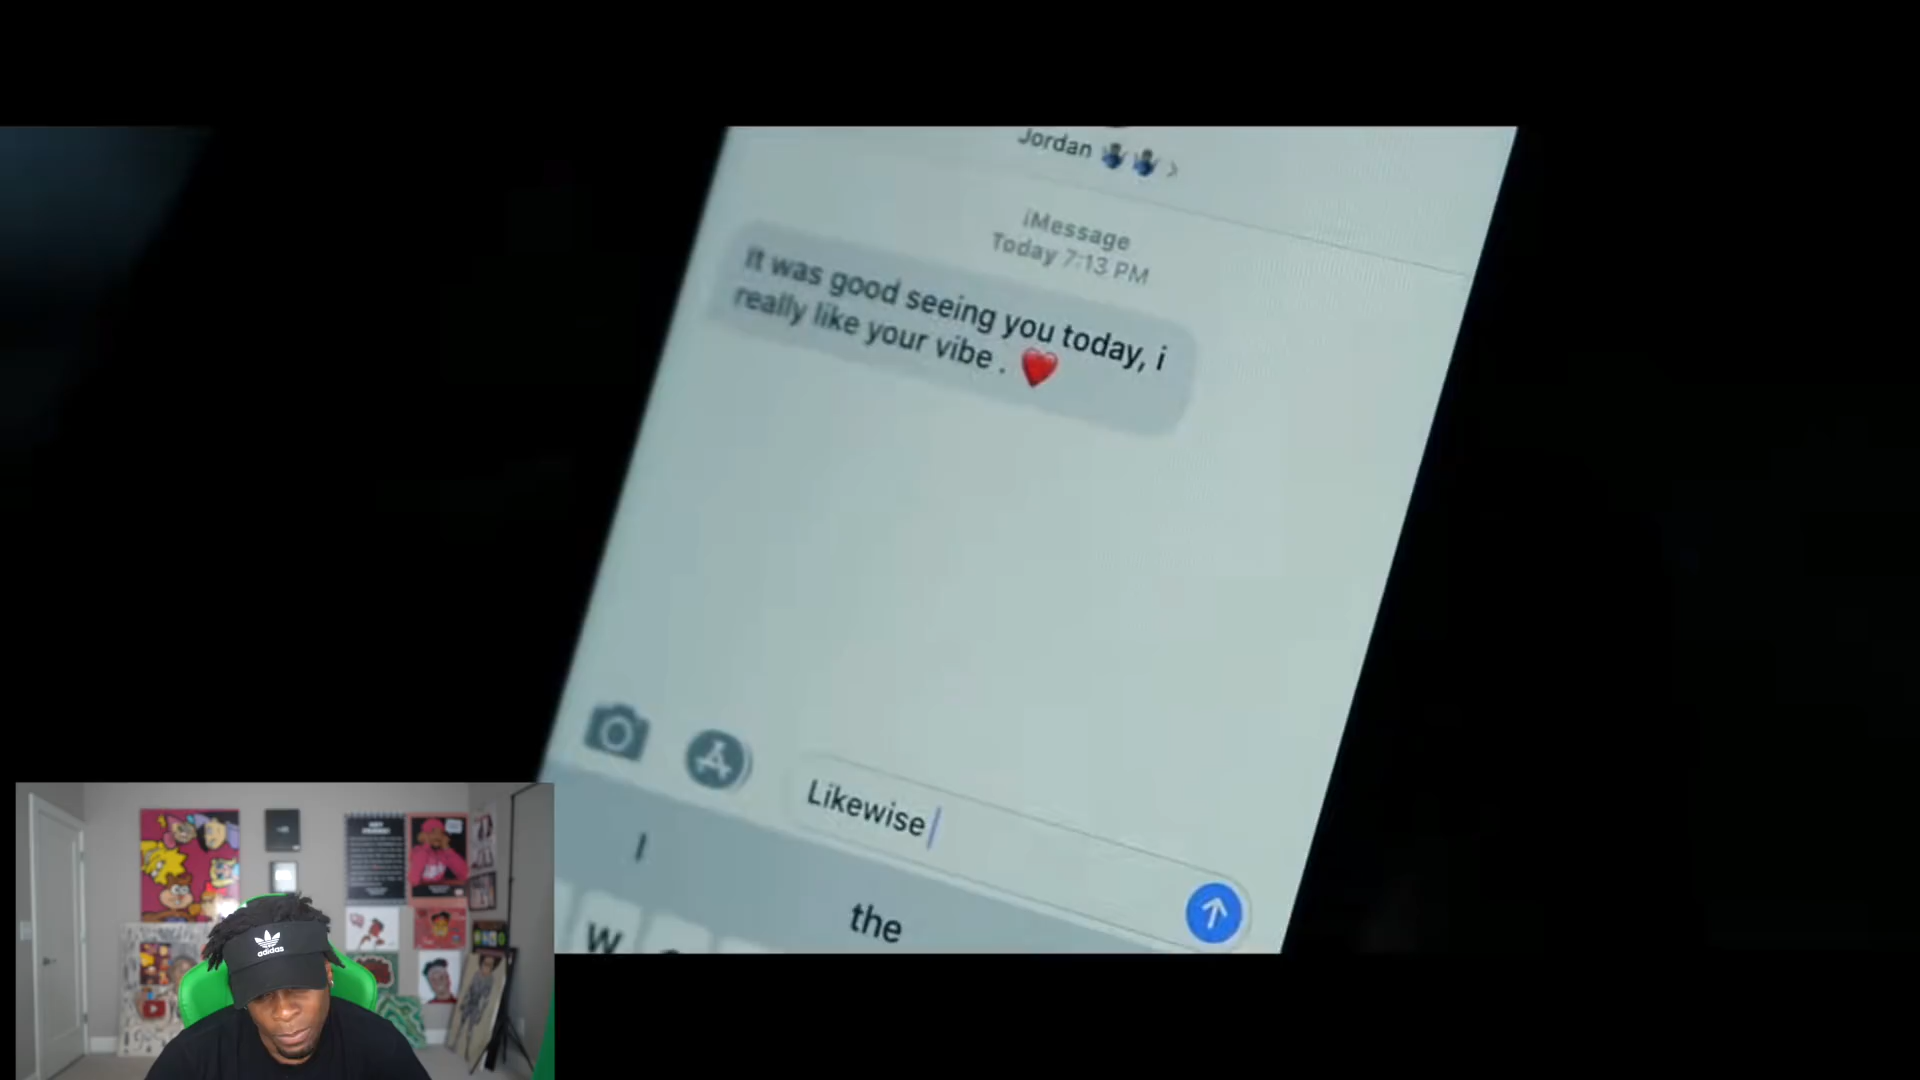 Jordan
iMessage
Today 7:13 PM
It was good seeing you today, i
really like your vibe . ❤️
Likewise
I
the
W
adidas